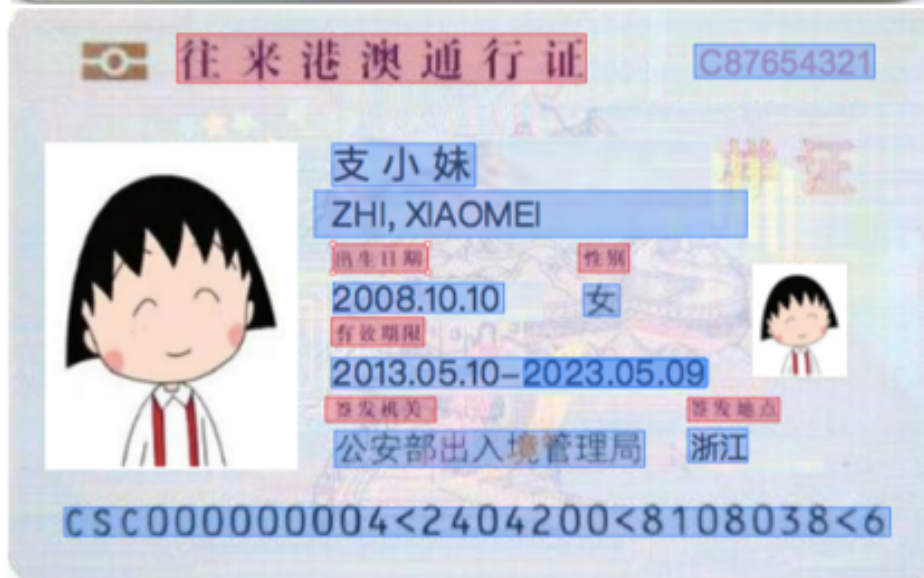 往来港澳通行证 C87654321
样证
支小妹
ZHI, XIAOMEI
出生日期 性别
2008.10.10 女
有效期限
2013.05.10-2023.05.09
签发机关 签发地点
公安部出入境管理局 浙江
CSC000000004<2404200<8108038<6